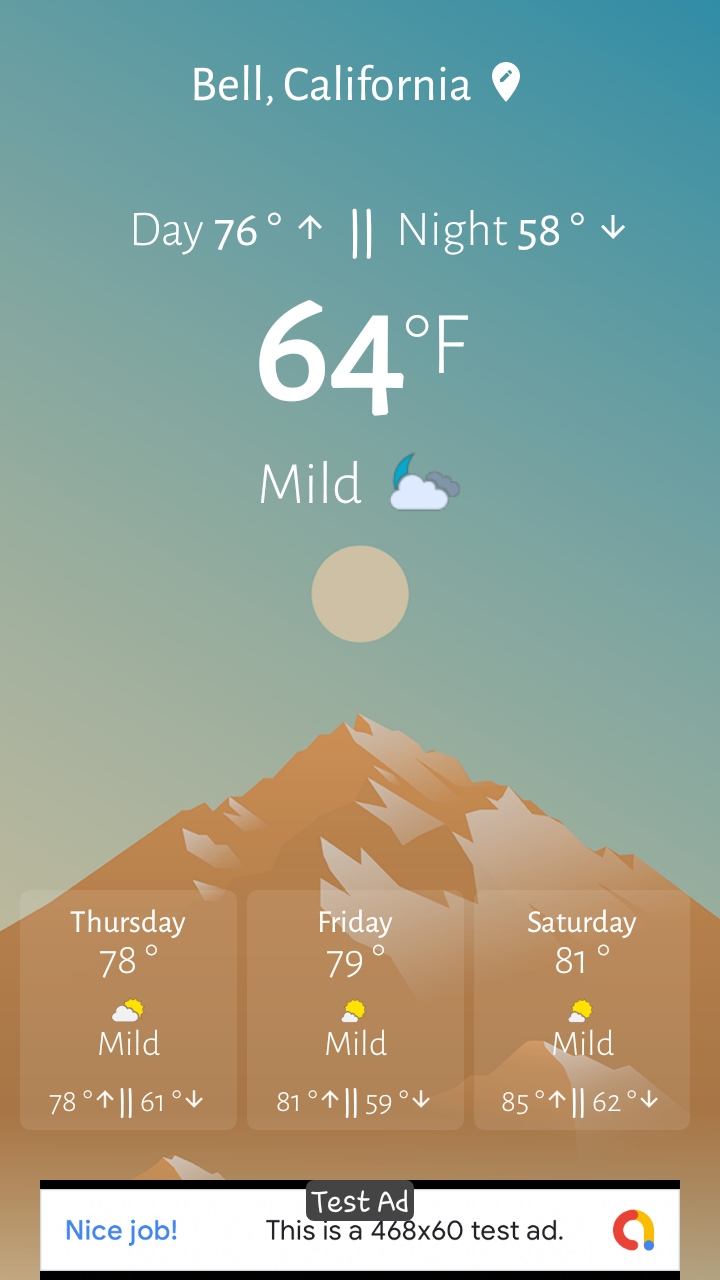 Bell, California
Day 76° ↑ || Night 58° ↓
64°F
Mild
Thursday
78°
Mild
78°↑|| 61°↓
Friday
79°
Mild
81°↑|| 59°↓
Saturday
81°
Mild
85°↑|| 62°↓
Test Ad
Nice job! This is a 468x60 test ad.